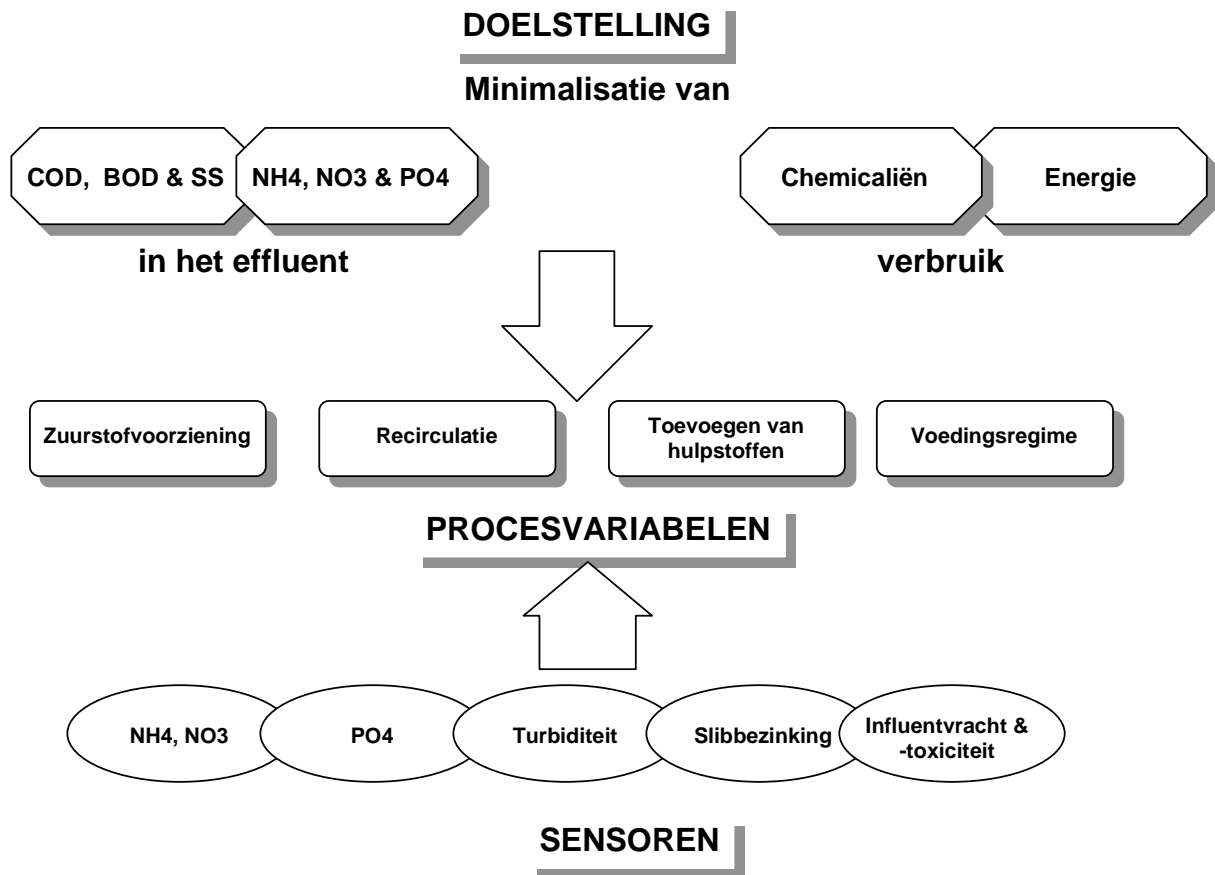 DOELSTELLING
Minimalisatie van
COD, BOD & SS
NH4, NO3 & PO4
Chemicaliën
Energie
in het effluent
verbruik
Zuurstofvoorziening
Recirculatie
Toevoegen van
hulpstoffen
Voedingsregime
PROCESVARIABELEN
NH4, NO3
PO4
Turbiditeit
Slibbezinking
Influentvracht &
-toxiciteit
SENSOREN